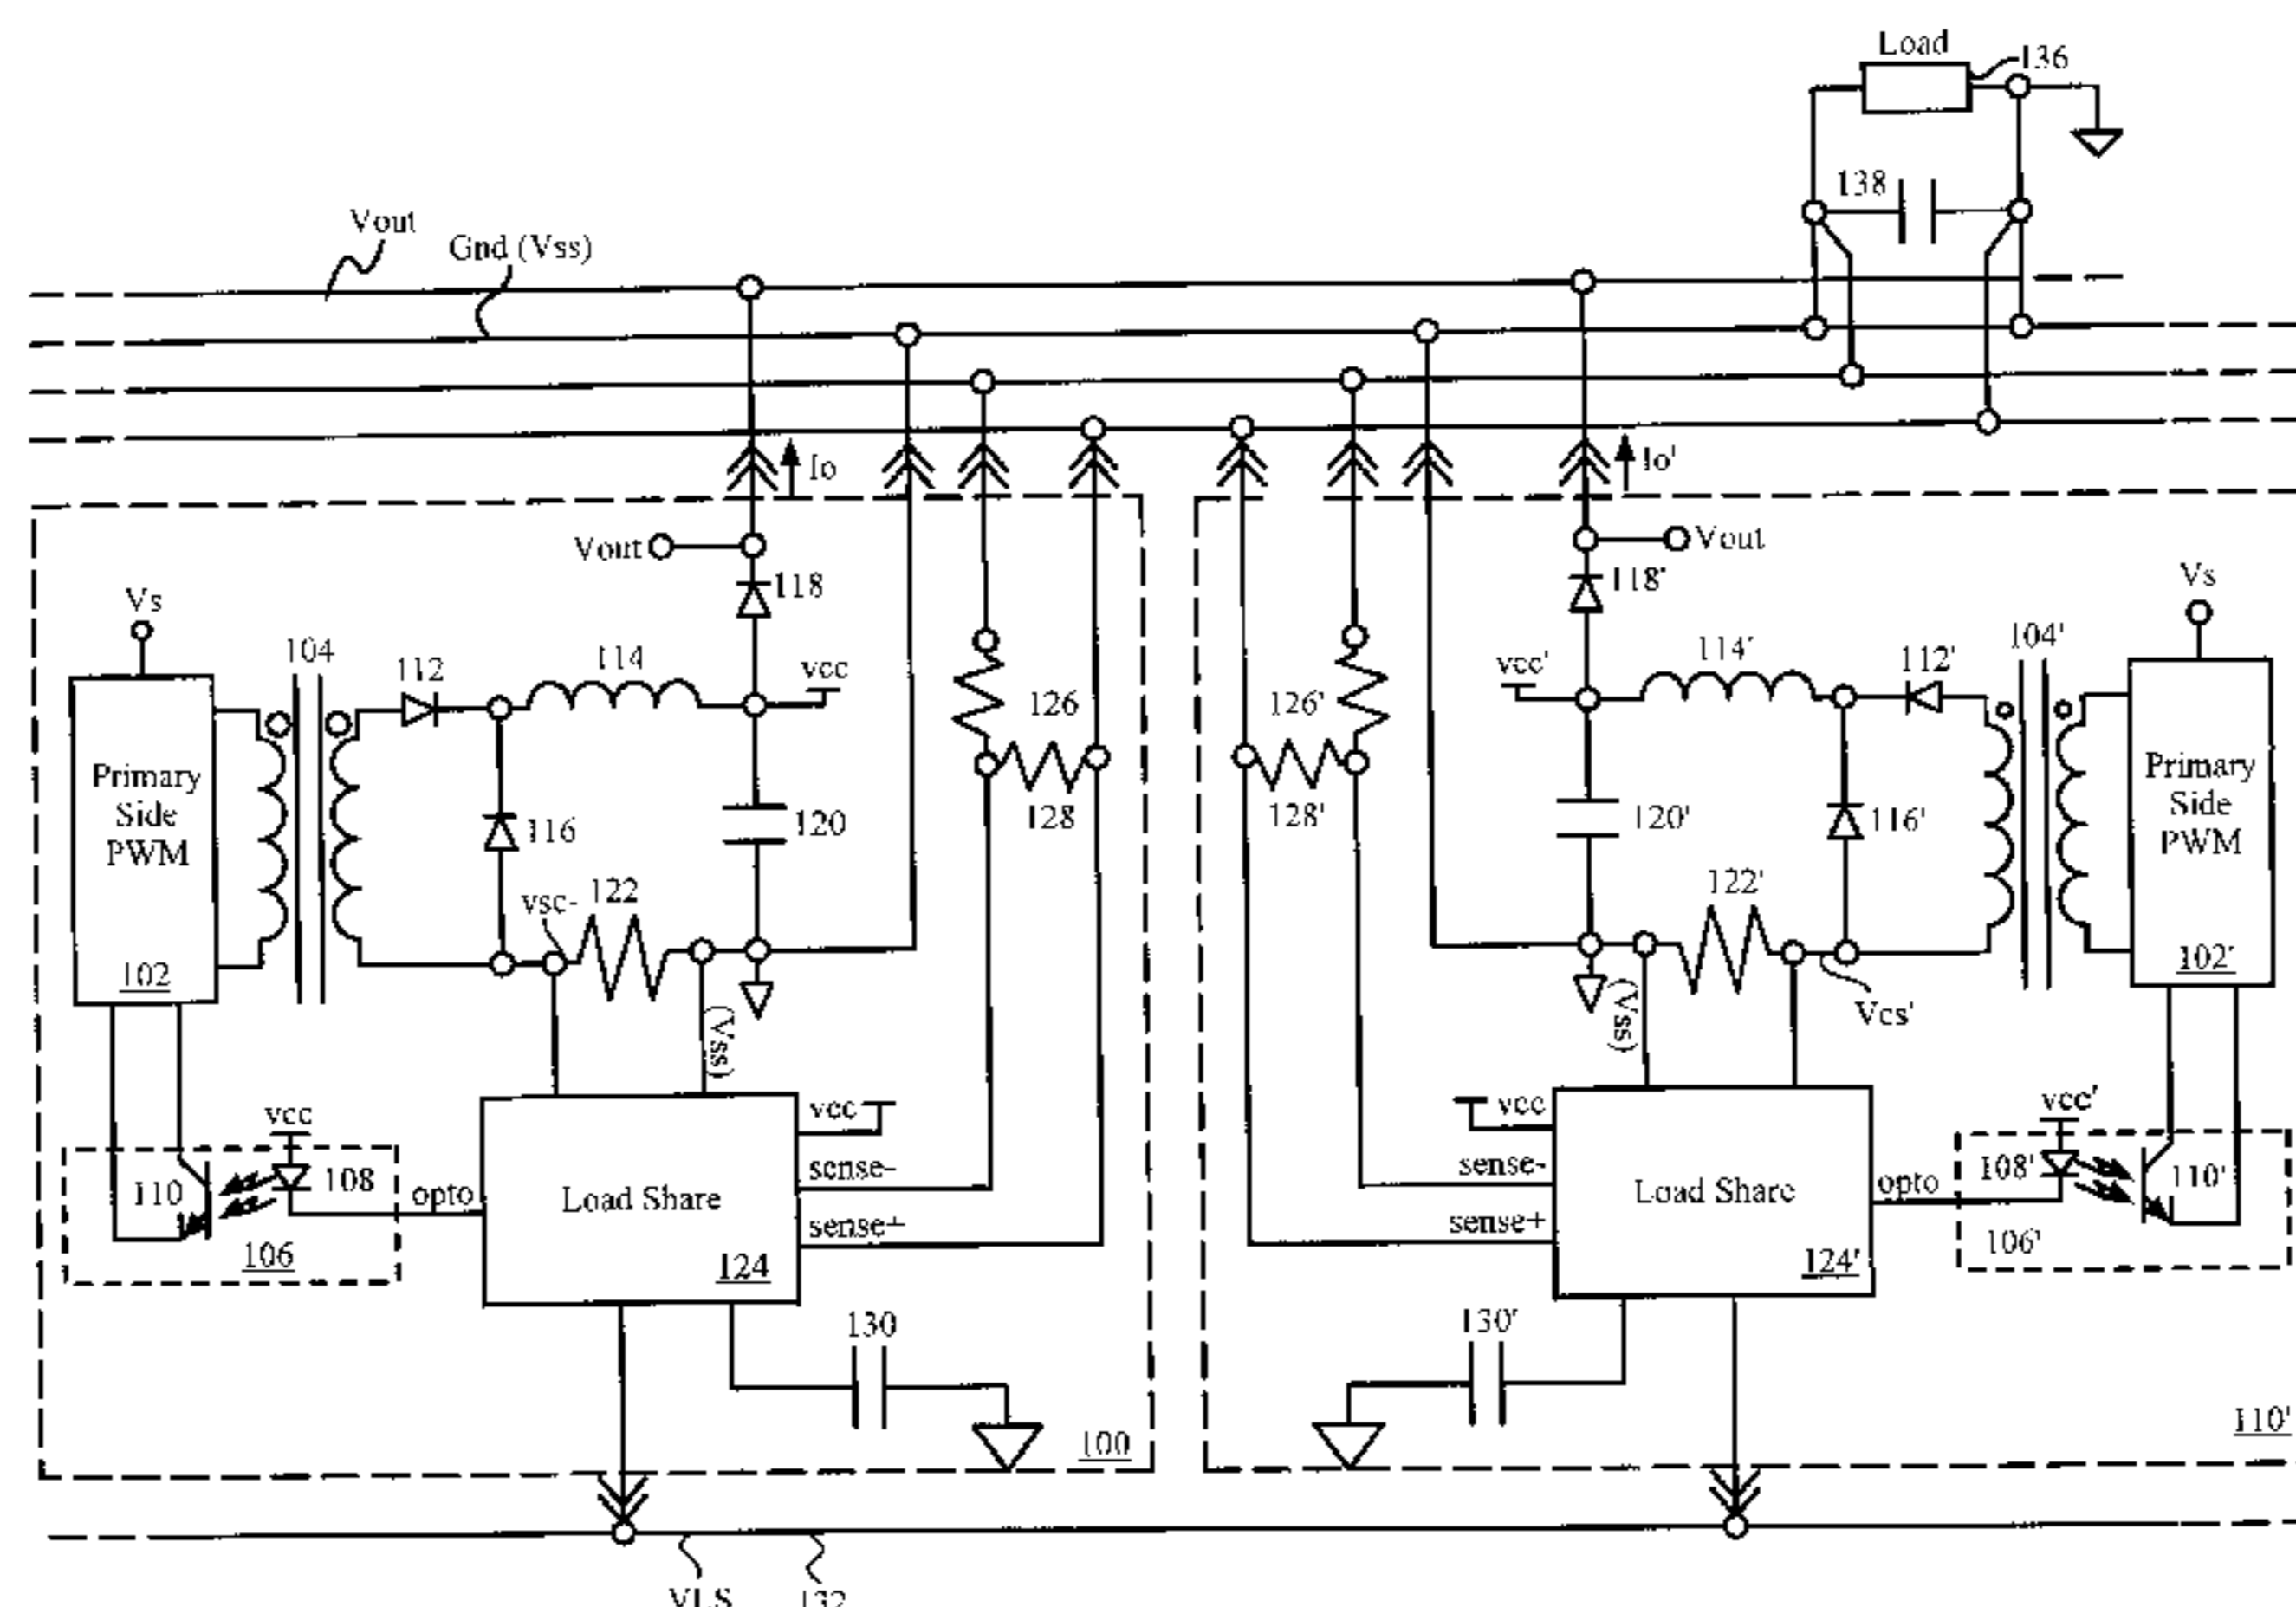 Load
136
138
Vout
Gnd (Vss)
Io
Io'
Vout
118
118'
Vout
Vs
104
112
114
vcc
126
126'
vcc'
114'
112'
104'
Vs
Primary
Side
PWM
102
116
120
128
128'
120'
116'
Primary
Side
PWM
102'
vsc-
122
(Vss)
122'
(Vss)
Vcs'
vcc
110
108
106
opto
Load Share
124
vcc
sense-
sense+
vcc
sense-
sense+
Load Share
124'
opto
vcc'
108'
110'
106'
130
100
130'
110'
VLS
132